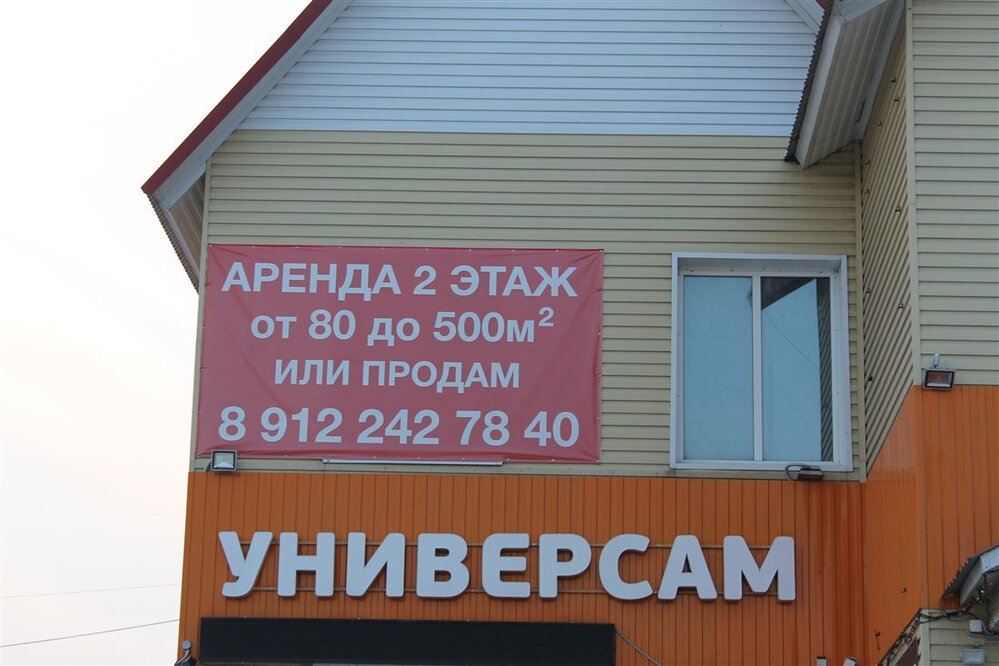 АРЕНДА 2 ЭТАЖ
от 80 до 500м²
ИЛИ ПРОДАМ
8 912 242 78 40
УНИВЕРСАМ